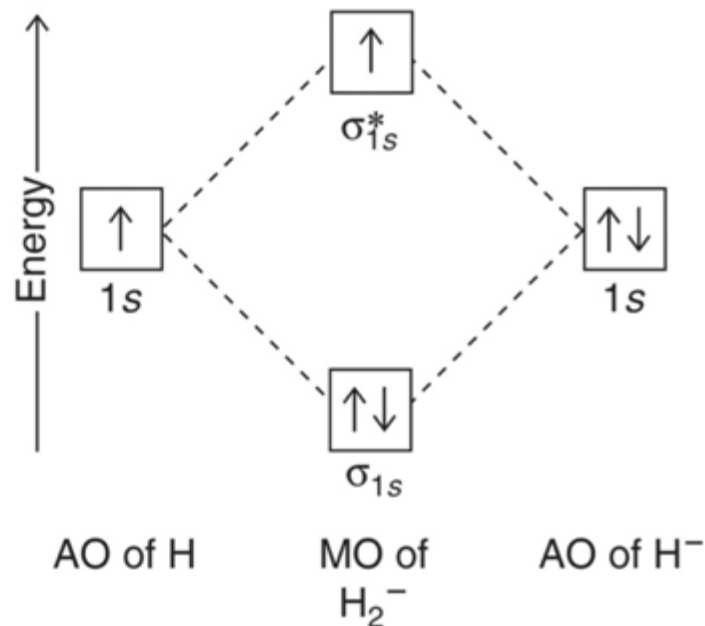 σ*1s
Energy
1s
1s
σ1s
AO of H
MO of
H₂⁻
AO of H⁻